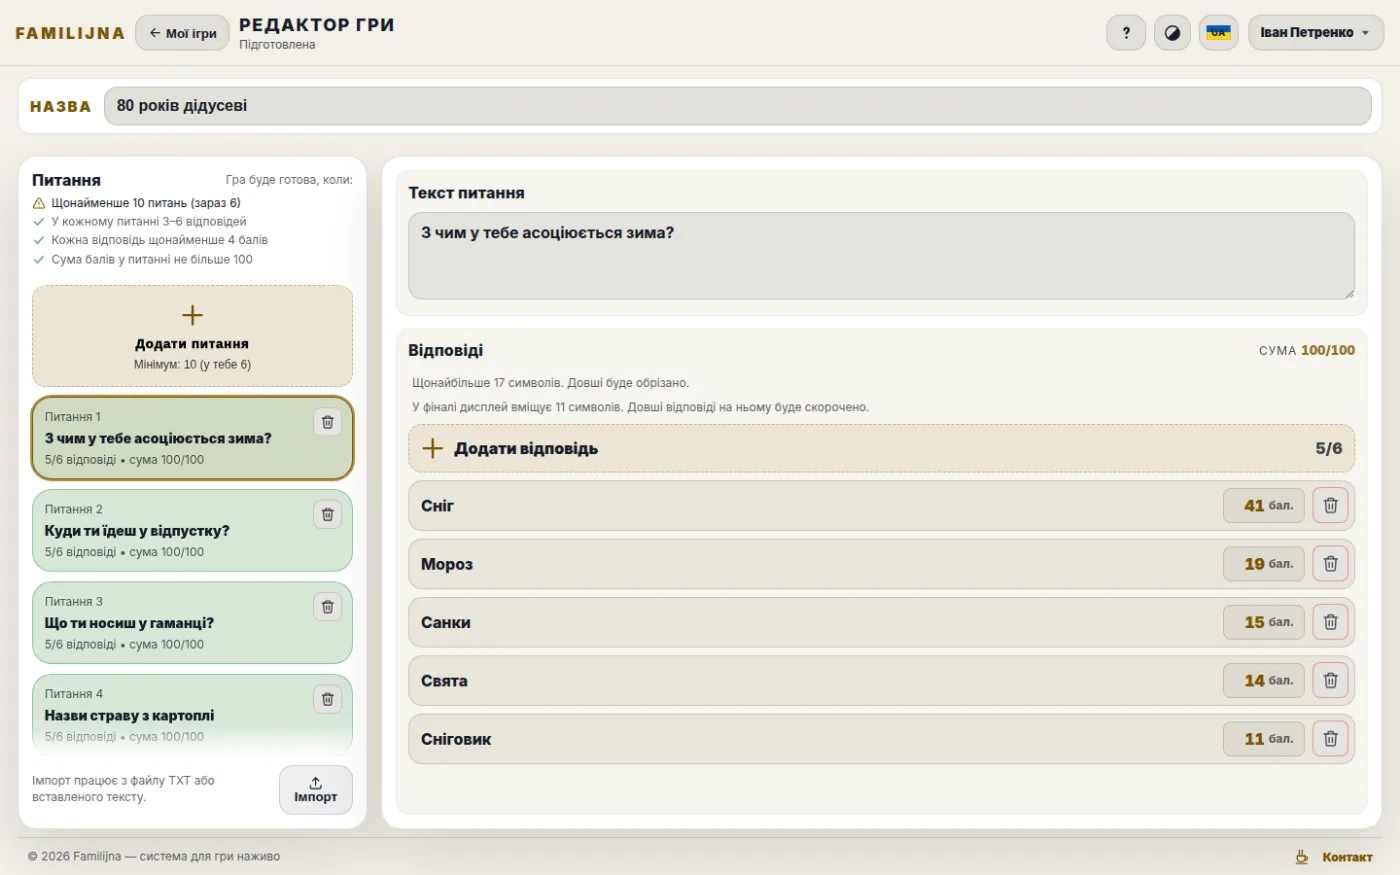 FAMILIJNA
← Мої ігри
РЕДАКТОР ГРИ
Підготовлена
?
UA
Іван Петренко
НАЗВА
80 років дідусеві
Питання
Гра буде готова, коли:
Щонайменше 10 питань (зараз 6)
У кожному питанні 3–6 відповідей
Кожна відповідь щонайменше 4 балів
Сума балів у питанні не більше 100
Додати питання
Мінімум: 10 (у тебе 6)
Питання 1
З чим у тебе асоціюється зима?
5/6 відповіді • сума 100/100
Питання 2
Куди ти їдеш у відпустку?
5/6 відповіді • сума 100/100
Питання 3
Що ти носиш у гаманці?
5/6 відповіді • сума 100/100
Питання 4
Назви страву з картоплі
5/6 відповіді • сума 100/100
Імпорт працює з файлу TXT або
вставленого тексту.
Імпорт
Текст питання
З чим у тебе асоціюється зима?
Відповіді
СУМА 100/100
Щонайбільше 17 символів. Довші буде обрізано.
У фіналі дисплей вміщує 11 символів. Довші відповіді на ньому буде скорочено.
Додати відповідь
5/6
Сніг
41 бал.
Мороз
19 бал.
Санки
15 бал.
Свята
14 бал.
Сніговик
11 бал.
© 2026 Familijna — система для гри наживо
Контакт